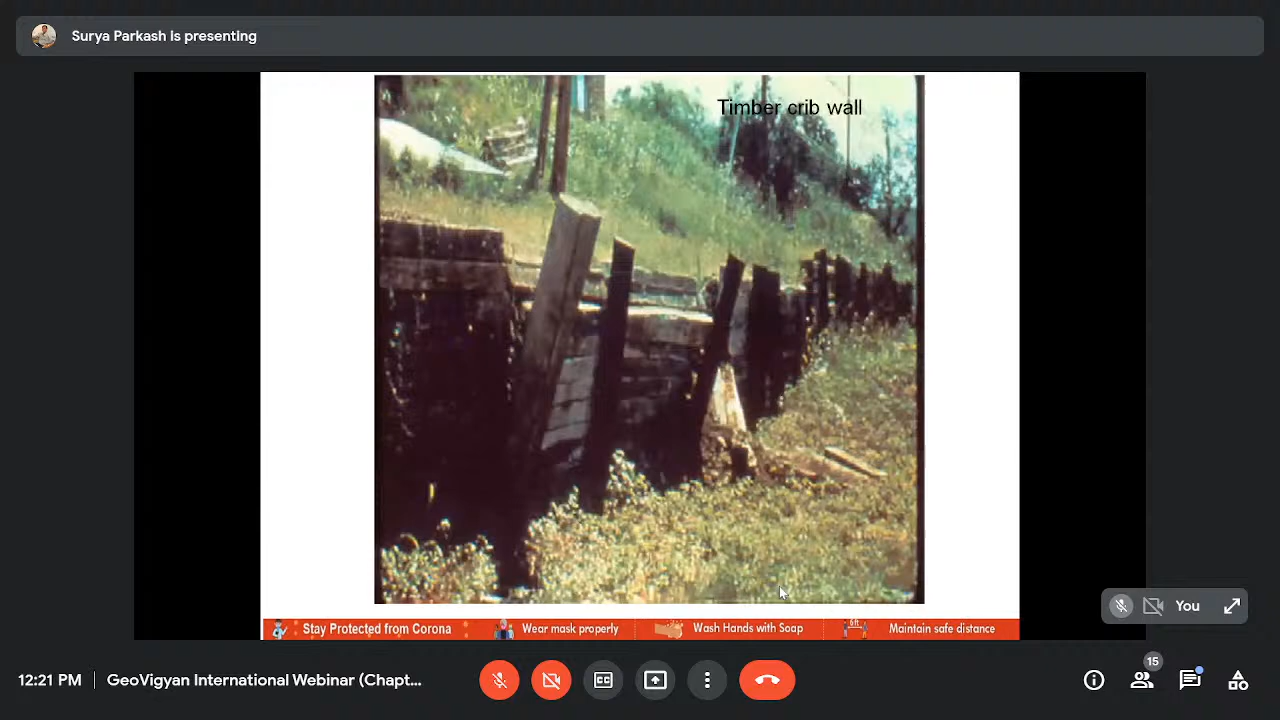 Surya Parkash is presenting
Timber crib wall
Stay Protected from Corona
Wear mask properly
Wash Hands with Soap
6ft
Maintain safe distance
You
12:21 PM
GeoVigyan International Webinar (Chapt...
15